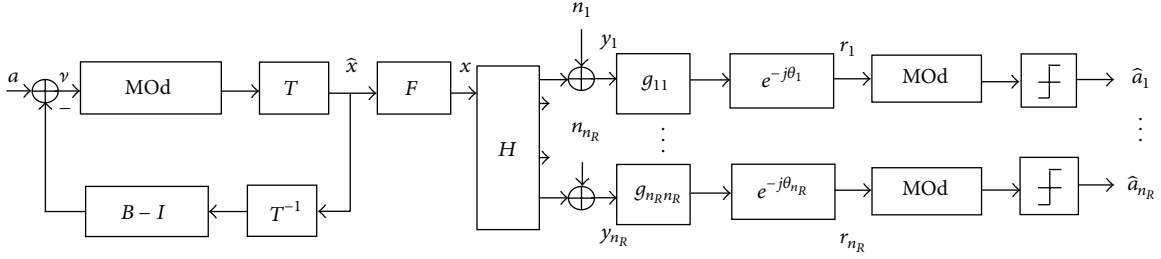 a
ν
−
MOd
T
x̂
F
x
H
n₁
y₁
g₁₁
e^{−jθ₁}
r₁
MOd
â₁
B − I
T⁻¹
n_{n_R}
⋮
⋮
y_{n_R}
g_{n_R n_R}
e^{−jθ_{n_R}}
r_{n_R}
MOd
â_{n_R}